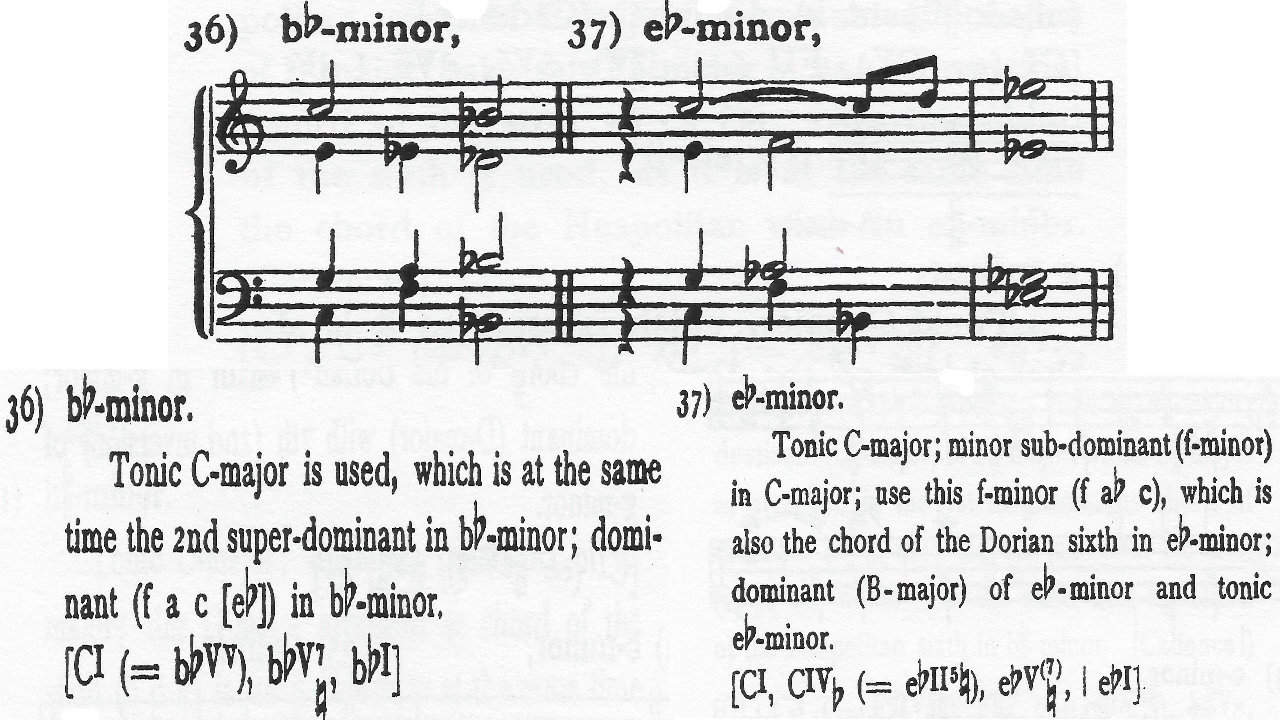 36) b♭-minor,
37) e♭-minor,
36) b♭-minor.
Tonic C-major is used, which is at the same
time the 2nd super-dominant in b♭-minor; domi-
nant (f a c [e♭]) in b♭-minor.
[CI (= b♭VV), b♭V7♮, b♭I]
37) e♭-minor.
Tonic C-major; minor sub-dominant (f-minor)
in C-major; use this f-minor (f a♭ c), which is
also the chord of the Dorian sixth in e♭-minor;
dominant (B-major) of e♭-minor and tonic
e♭-minor.
[CI, CIV♭ (= e♭II5♮), e♭V(7)♮, | e♭I].